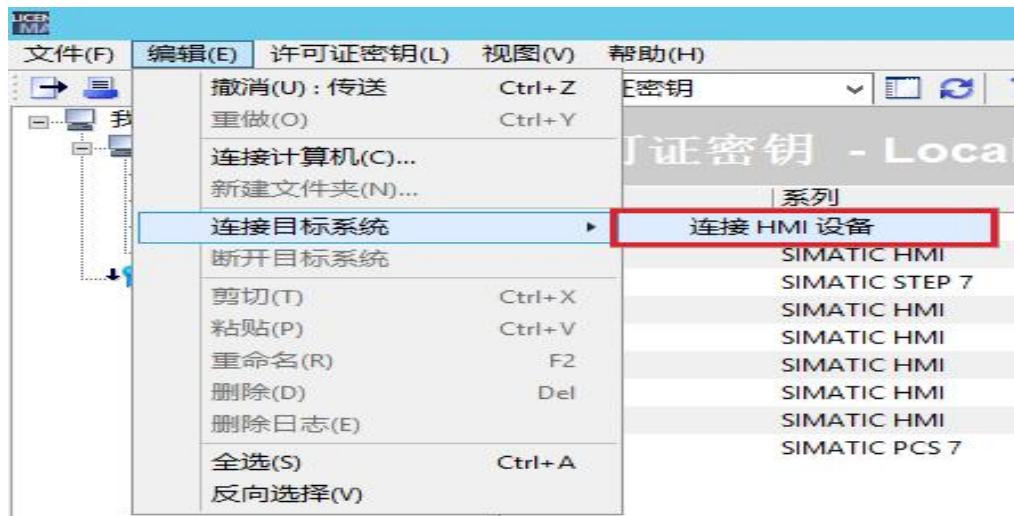 LICEN
MA
文件(F) 编辑(E) 许可证密钥(L) 视图(V) 帮助(H)
撤消(U) : 传送 Ctrl+Z 证密钥
重做(O) Ctrl+Y
连接计算机(C)... 可证密钥 - Loca
新建文件夹(N)...
系列
连接目标系统 连接 HMI 设备
断开目标系统 SIMATIC HMI
SIMATIC STEP 7
剪切(T) Ctrl+X
SIMATIC HMI
粘贴(P) Ctrl+V
SIMATIC HMI
重命名(R) F2
SIMATIC HMI
删除(D) Del
SIMATIC HMI
删除日志(E) SIMATIC HMI
SIMATIC PCS 7
全选(S) Ctrl+A
反向选择(V)